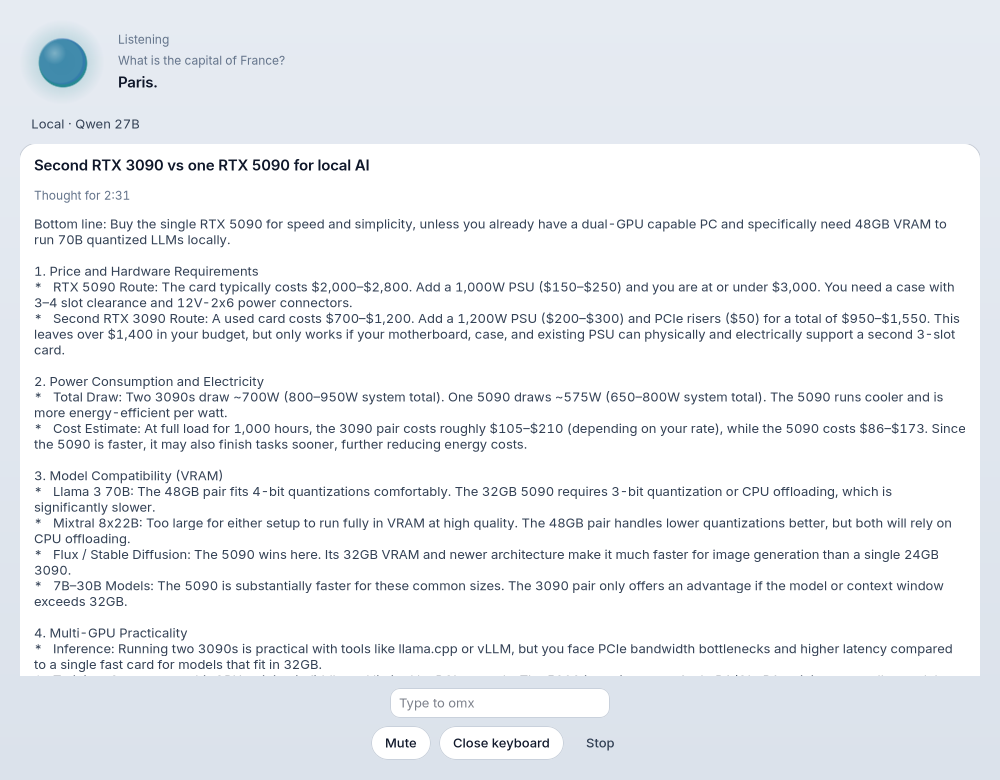 Listening
What is the capital of France?
Paris.
Local · Qwen 27B
Second RTX 3090 vs one RTX 5090 for local AI
Thought for 2:31
Bottom line: Buy the single RTX 5090 for speed and simplicity, unless you already have a dual-GPU capable PC and specifically need 48GB VRAM to
run 70B quantized LLMs locally.
1. Price and Hardware Requirements
* RTX 5090 Route: The card typically costs $2,000–$2,800. Add a 1,000W PSU ($150–$250) and you are at or under $3,000. You need a case with
3–4 slot clearance and 12V-2x6 power connectors.
* Second RTX 3090 Route: A used card costs $700–$1,200. Add a 1,200W PSU ($200–$300) and PCIe risers ($50) for a total of $950–$1,550. This
leaves over $1,400 in your budget, but only works if your motherboard, case, and existing PSU can physically and electrically support a second 3-slot
card.
2. Power Consumption and Electricity
* Total Draw: Two 3090s draw ~700W (800–950W system total). One 5090 draws ~575W (650–800W system total). The 5090 runs cooler and is
more energy-efficient per watt.
* Cost Estimate: At full load for 1,000 hours, the 3090 pair costs roughly $105–$210 (depending on your rate), while the 5090 costs $86–$173. Since
the 5090 is faster, it may also finish tasks sooner, further reducing energy costs.
3. Model Compatibility (VRAM)
* Llama 3 70B: The 48GB pair fits 4-bit quantizations comfortably. The 32GB 5090 requires 3-bit quantization or CPU offloading, which is
significantly slower.
* Mixtral 8x22B: Too large for either setup to run fully in VRAM at high quality. The 48GB pair handles lower quantizations better, but both will rely on
CPU offloading.
* Flux / Stable Diffusion: The 5090 wins here. Its 32GB VRAM and newer architecture make it much faster for image generation than a single 24GB
3090.
* 7B–30B Models: The 5090 is substantially faster for these common sizes. The 3090 pair only offers an advantage if the model or context window
exceeds 32GB.
4. Multi-GPU Practicality
* Inference: Running two 3090s is practical with tools like llama.cpp or vLLM, but you face PCIe bandwidth bottlenecks and higher latency compared
to a single fast card for models that fit in 32GB.
Type to omx
Mute
Close keyboard
Stop